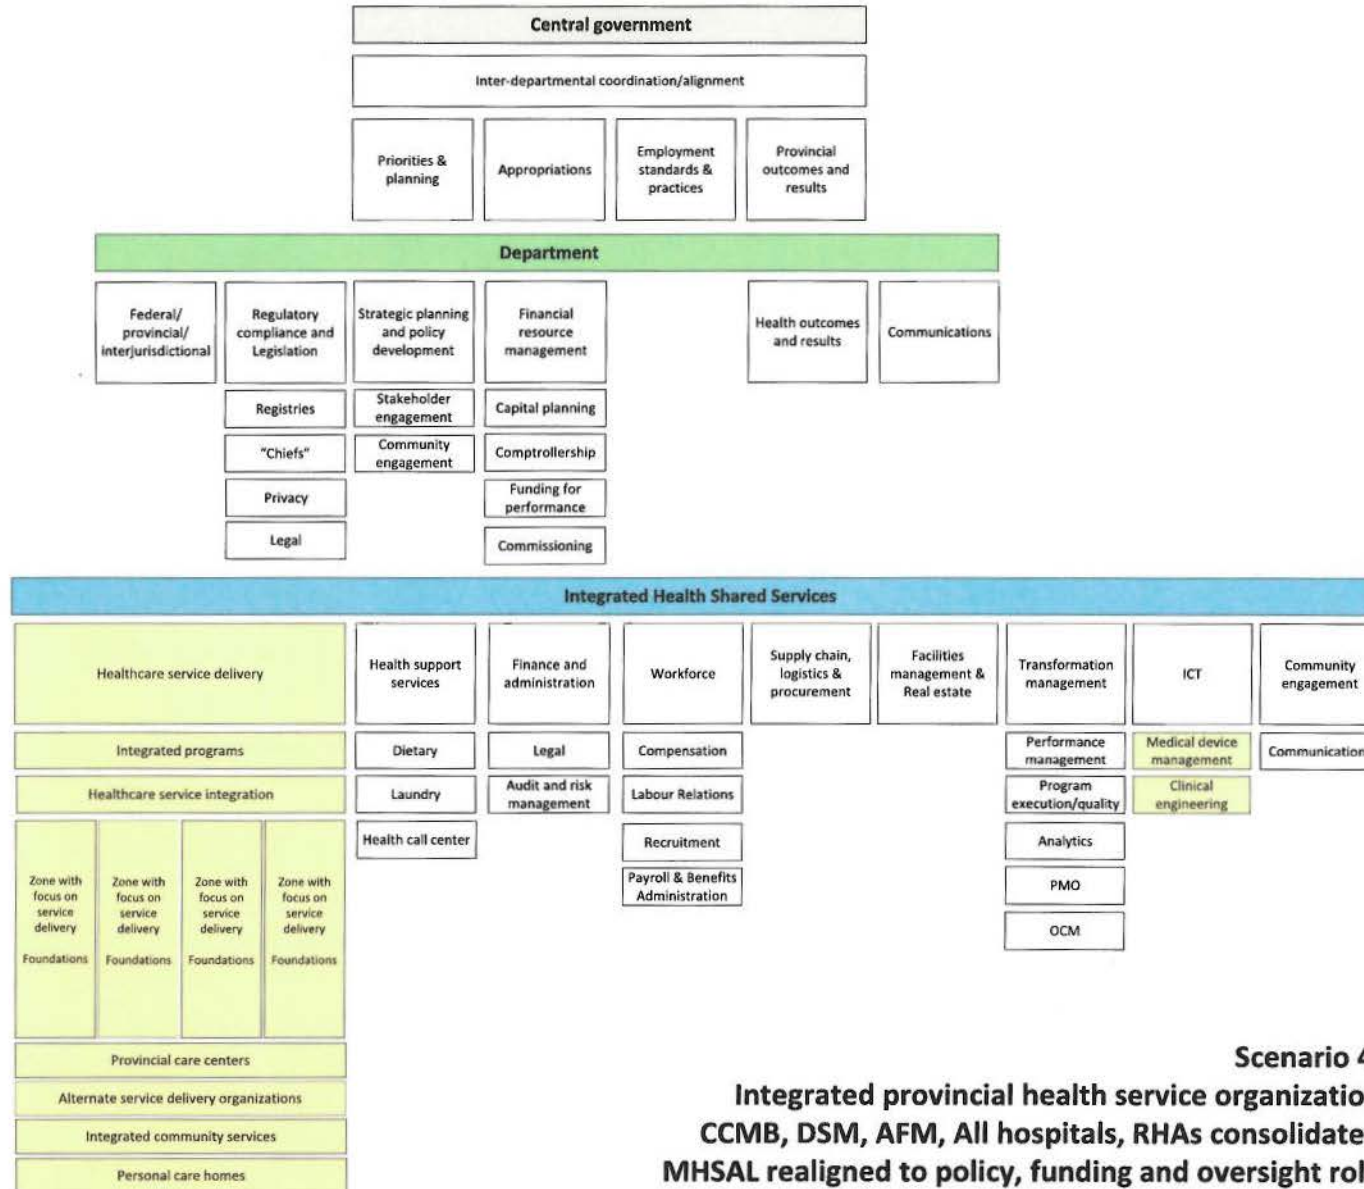 Central government
Inter-departmental coordination/alignment
Priorities &
planning
Appropriations
Employment
standards &
practices
Provincial
outcomes and
results
Department
Federal/
provincial/
interjurisdictional
Regulatory
compliance and
Legislation
Strategic planning
and policy
development
Financial
resource
management
Health outcomes
and results
Communications
Registries
"Chiefs"
Privacy
Legal
Stakeholder
engagement
Community
engagement
Capital planning
Comptrollership
Funding for
performance
Commissioning
Integrated Health Shared Services
Healthcare service delivery
Health support
services
Finance and
administration
Workforce
Supply chain,
logistics &
procurement
Facilities
management &
Real estate
Transformation
management
ICT
Community
engagement
Integrated programs
Healthcare service integration
Zone with
focus on
service
delivery
Foundations
Zone with
focus on
service
delivery
Foundations
Zone with
focus on
service
delivery
Foundations
Zone with
focus on
service
delivery
Foundations
Provincial care centers
Alternate service delivery organizations
Integrated community services
Personal care homes
Dietary
Laundry
Health call center
Legal
Audit and risk
management
Compensation
Labour Relations
Recruitment
Payroll & Benefits
Administration
Performance
management
Program
execution/quality
Analytics
PMO
OCM
Medical device
management
Clinical
engineering
Communication
Scenario 4
Integrated provincial health service organizatio
CCMB, DSM, AFM, All hospitals, RHAs consolidate
MHSAL realigned to policy, funding and oversight rol